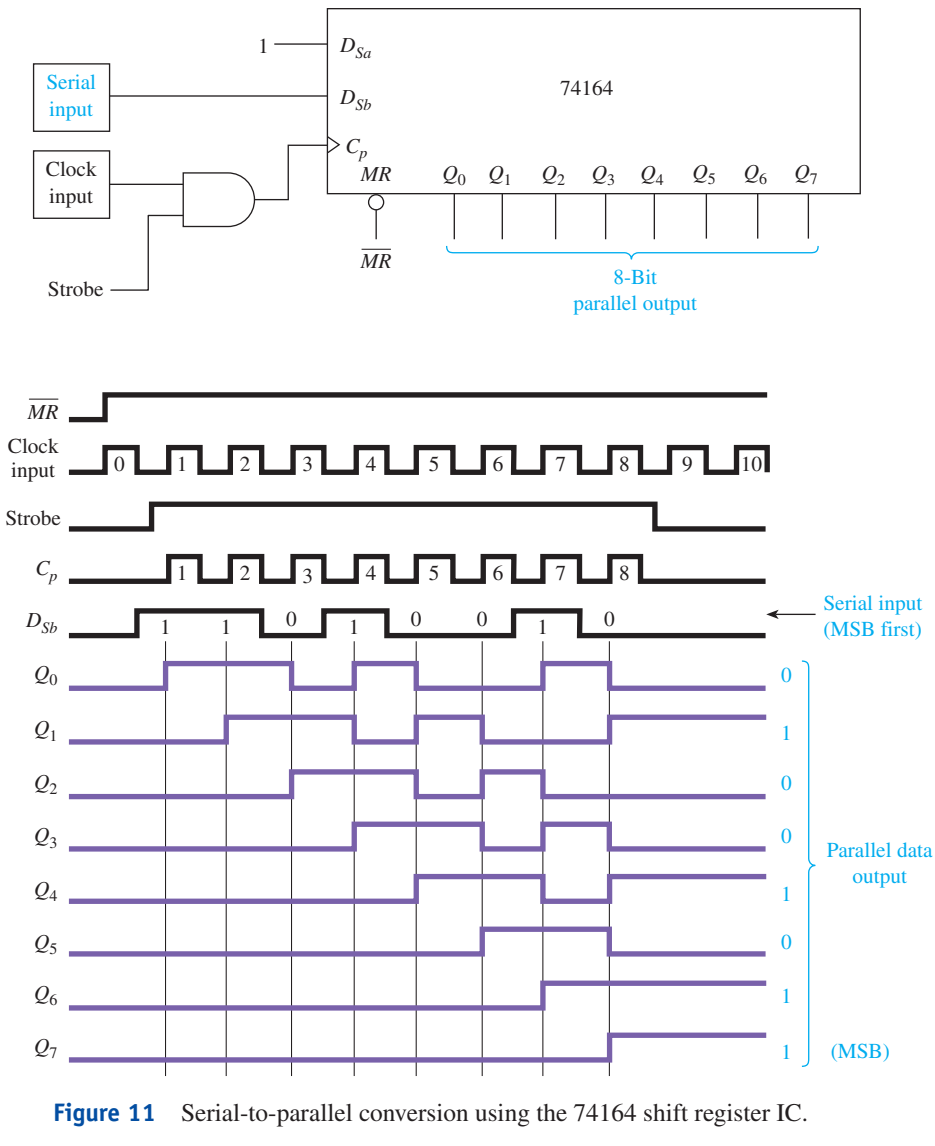 1
D_Sa
Serial
input
D_Sb
74164
C_p
Clock
input
MR
Q_0 Q_1 Q_2 Q_3 Q_4 Q_5 Q_6 Q_7
M̅R̅
8-Bit
parallel output
Strobe
M̅R̅
Clock
input
0 1 2 3 4 5 6 7 8 9 10
Strobe
C_p
1 2 3 4 5 6 7 8
D_Sb
1 1 0 1 0 0 1 0
Serial input
(MSB first)
Q_0 0
Q_1 1
Q_2 0
Q_3 0
Parallel data
output
Q_4 1
Q_5 0
Q_6 1
Q_7 1 (MSB)
Figure 11 Serial-to-parallel conversion using the 74164 shift register IC.